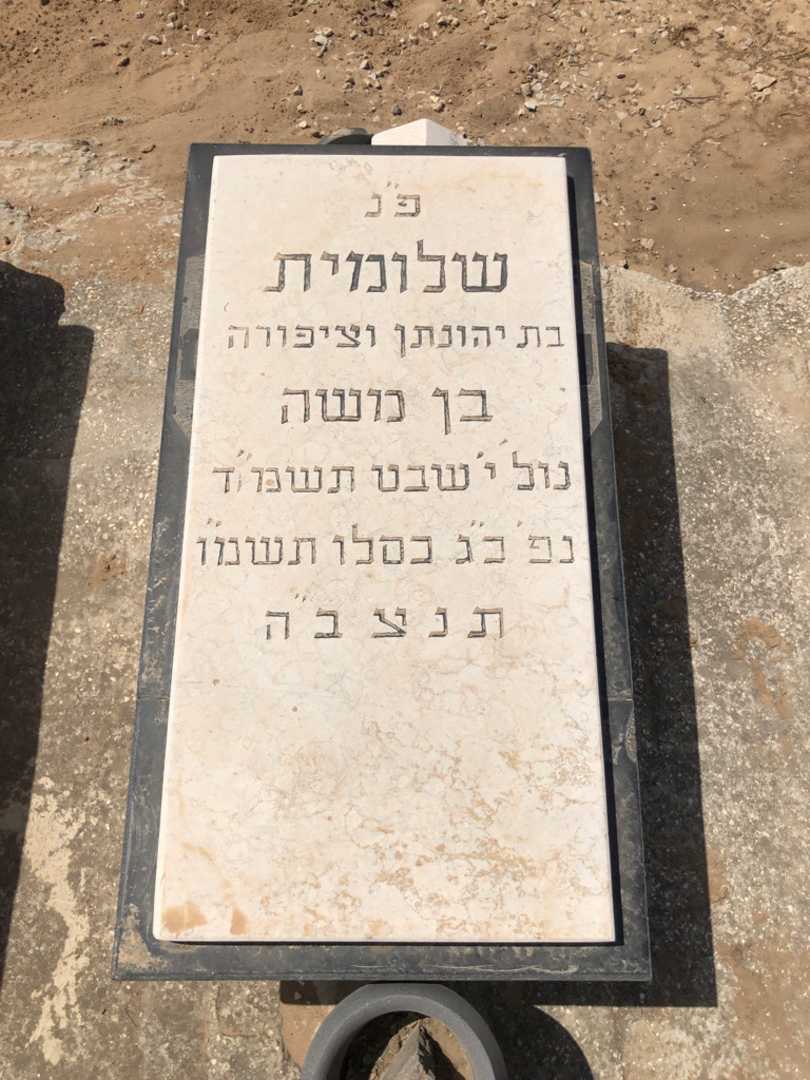 פ"נ
שלומית
בת יהונתן וציפורה
בן משה
נול' י' שבט תשמ"ד
נפ' כ"ג כסלו תשמ"ו
ת נ צ ב"ה